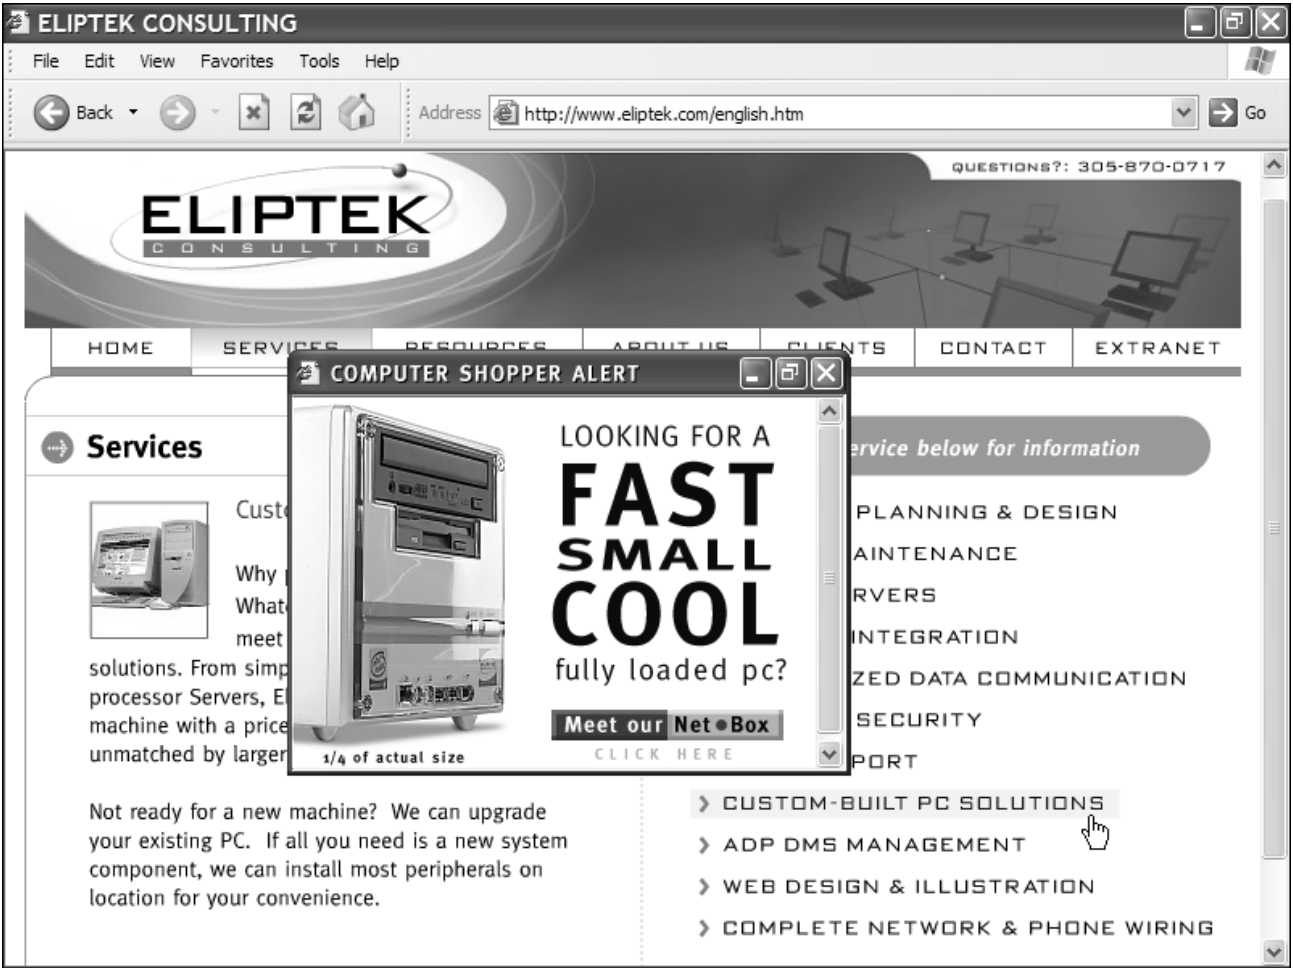 ELIPTEK CONSULTING
File Edit View Favorites Tools Help
Back Address http://www.eliptek.com/english.htm Go
QUESTIONS?: 305-870-0717
ELIPTEK
CONSULTING
HOME SERVICES RESOURCES ABOUT US CLIENTS CONTACT EXTRANET
COMPUTER SHOPPER ALERT
LOOKING FOR A
FAST
SMALL
COOL
fully loaded pc?
Meet our Net Box
CLICK HERE
1/4 of actual size
Services
Why
meet
solutions. From
processor Servers,
machine with a price
unmatched by larger
Not ready for a new machine? We can upgrade
your existing PC. If all you need is a new system
component, we can install most peripherals on
location for your convenience.
ervice below for information
PLANNING & DESIGN
AINTENANCE
RVERS
INTEGRATION
ZED DATA COMMUNICATION
SECURITY
PORT
CUSTOM-BUILT PC SOLUTIONS
ADP DMS MANAGEMENT
WEB DESIGN & ILLUSTRATION
COMPLETE NETWORK & PHONE WIRING